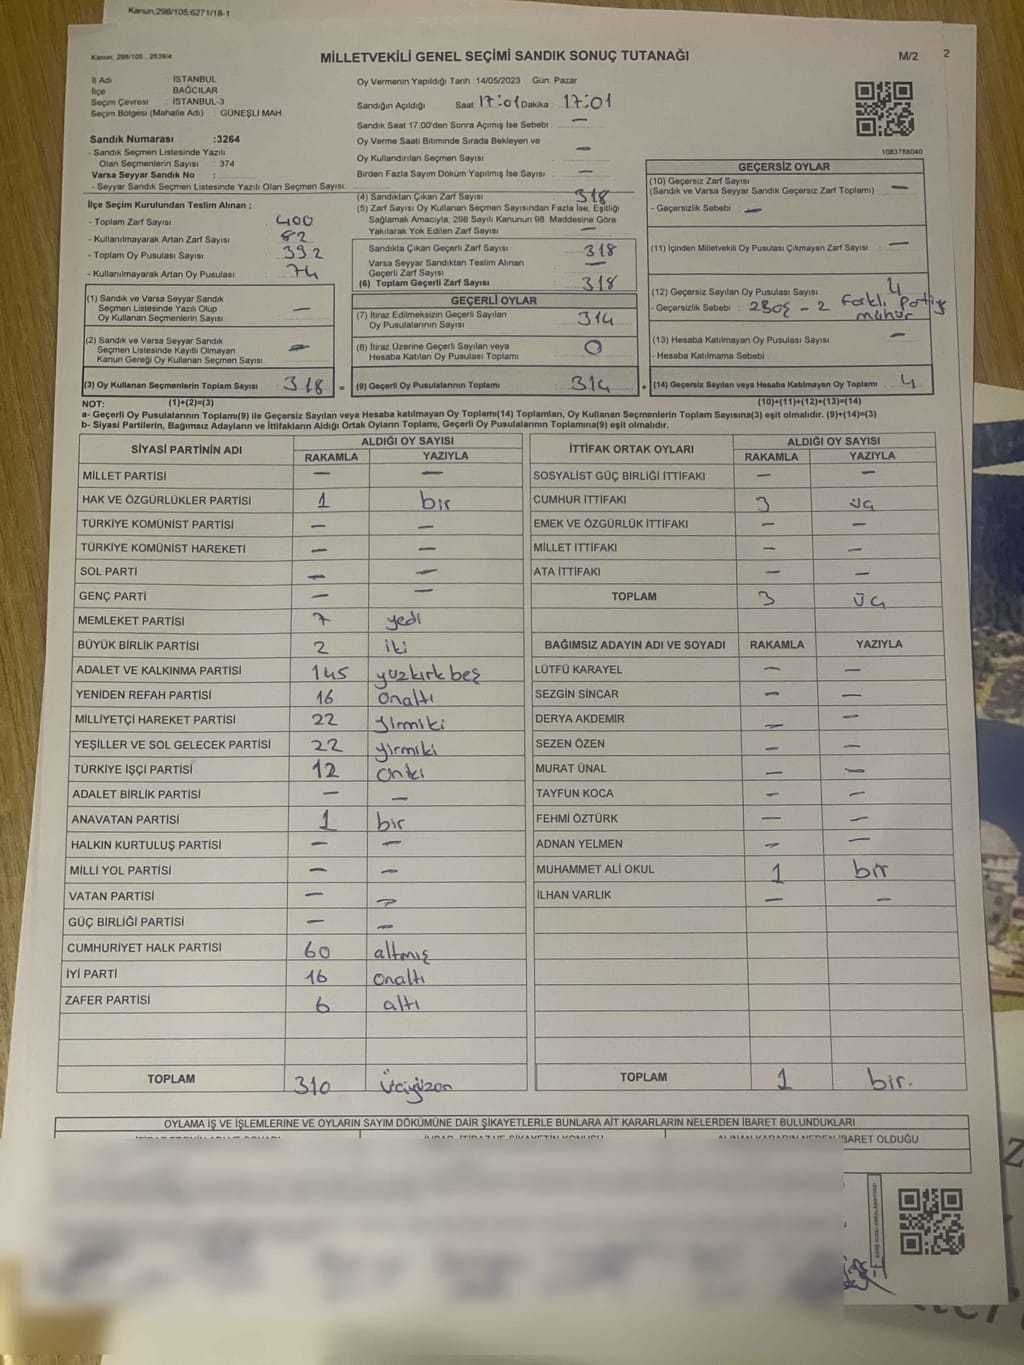 Kanun;298/105;6271/18-1
Kanun; 298/105 , 2839/4
MİLLETVEKİLİ GENEL SEÇİMİ SANDIK SONUÇ TUTANAĞI
M/2
2
İl Adı İSTANBUL
İlçe BAĞCILAR
Seçim Çevresi : İSTANBUL-3
Seçim Bölgesi (Mahalle Adı) : GÜNEŞLİ MAH.
Oy Vermenin Yapıldığı Tarih :14/05/2023 Gün: Pazar
Sandığın Açıldığı Saat: 17:01 Dakika: 17:01
Sandık Saat 17.00'den Sonra Açımış İse Sebebi : —
Oy Verme Saati Bitiminde Sırada Bekleyen ve
Oy Kullandırılan Seçmen Sayısı —
Birden Fazla Sayım Döküm Yapılmış İse Sayısı : —
1083788040
Sandık Numarası :3264
- Sandık Seçmen Listesinde Yazılı
Olan Seçmenlerin Sayısı : 374
Varsa Seyyar Sandık No :
- Seyyar Sandık Seçmen Listesinde Yazılı Olan Seçmen Sayısı:
İlçe Seçim Kurulundan Teslim Alınan ;
- Toplam Zarf Sayısı : 400
- Kullanılmayarak Artan Zarf Sayısı : 82
- Toplam Oy Pusulası Sayısı : 392
- Kullanılmayarak Artan Oy Pusulası : 74
(4) Sandıktan Çıkan Zarf Sayısı : 318
(5) Zarf Sayısı Oy Kullanan Seçmen Sayısından Fazla İse, Eşitliği
Sağlamak Amacıyla; 298 Sayılı Kanunun 98. Maddesine Göre
Yakılarak Yok Edilen Zarf Sayısı : —
Sandıkta Çıkan Geçerli Zarf Sayısı : 318
Varsa Seyyar Sandıktan Teslim Alınan
Geçerli Zarf Sayısı : —
(6) Toplam Geçerli Zarf Sayısı : 318
GEÇERSİZ OYLAR
(10) Geçersiz Zarf Sayısı
(Sandık ve Varsa Seyyar Sandık Geçersiz Zarf Toplamı) : —
- Geçersizlik Sebebi : —
(11) İçinden Milletvekili Oy Pusulası Çıkmayan Zarf Sayısı : —
(12) Geçersiz Sayılan Oy Pusulası Sayısı : 4
- Geçersizlik Sebebi : 2 Boş - 2 Farklı Partiye
mühür
(13) Hesaba Katılmayan Oy Pusulası Sayısı : —
- Hesaba Katılmama Sebebi :
(1) Sandık ve Varsa Seyyar Sandık
Seçmen Listesinde Yazılı Olup
Oy Kullanan Seçmenlerin Sayısı : —
(2) Sandık ve Varsa Seyyar Sandık
Seçmen Listesinde Kayıtlı Olmayan
Kanun Gereği Oy Kullanan Seçmen Sayısı : —
GEÇERLİ OYLAR
(7) İtiraz Edilmeksizin Geçerli Sayılan
Oy Pusulalarının Sayısı : 314
(8) İtiraz Üzerine Geçerli Sayılan veya
Hesaba Katılan Oy Pusulası Toplamı : 0
(3) Oy Kullanan Seçmenlerin Toplam Sayısı : 318 = (9) Geçerli Oy Pusulalarının Toplamı : 314 + (14) Geçersiz Sayılan veya Hesaba Katılmayan Oy Toplamı : 4
NOT: (1)+(2)=(3) (10)+(11)+(12)+(13)=(14)
a- Geçerli Oy Pusulalarının Toplamı(9) ile Geçersiz Sayılan veya Hesaba katılmayan Oy Toplamı(14) Toplamları, Oy Kullanan Seçmenlerin Toplam Sayısına(3) eşit olmalıdır. (9)+(14)=(3)
b- Siyasi Partilerin, Bağımsız Adayların ve İttifakların Aldığı Ortak Oyların Toplamı, Geçerli Oy Pusulalarının Toplamına(9) eşit olmalıdır.
SİYASİ PARTİNİN ADI ALDIĞI OY SAYISI
RAKAMLA YAZIYLA
MİLLET PARTİSİ — —
HAK VE ÖZGÜRLÜKLER PARTİSİ 1 bir
TÜRKİYE KOMÜNİST PARTİSİ — —
TÜRKİYE KOMÜNİST HAREKETİ — —
SOL PARTİ — —
GENÇ PARTİ — —
MEMLEKET PARTİSİ 7 yedi
BÜYÜK BİRLİK PARTİSİ 2 iki
ADALET VE KALKINMA PARTİSİ 145 yüzkırkbeş
YENİDEN REFAH PARTİSİ 16 onaltı
MİLLİYETÇİ HAREKET PARTİSİ 22 yirmiki
YEŞİLLER VE SOL GELECEK PARTİSİ 22 yirmiki
TÜRKİYE İŞÇİ PARTİSİ 12 oniki
ADALET BİRLİK PARTİSİ — —
ANAVATAN PARTİSİ 1 bir
HALKIN KURTULUŞ PARTİSİ — —
MİLLİ YOL PARTİSİ — —
VATAN PARTİSİ — —
GÜÇ BİRLİĞİ PARTİSİ — —
CUMHURİYET HALK PARTİSİ 60 altmış
İYİ PARTİ 16 onaltı
ZAFER PARTİSİ 6 altı
TOPLAM 310 üçyüzon
İTTİFAK ORTAK OYLARI ALDIĞI OY SAYISI
RAKAMLA YAZIYLA
SOSYALİST GÜÇ BİRLİĞİ İTTİFAKI — —
CUMHUR İTTİFAKI 3 üç
EMEK VE ÖZGÜRLÜK İTTİFAKI — —
MİLLET İTTİFAKI — —
ATA İTTİFAKI — —
TOPLAM 3 üç
BAĞIMSIZ ADAYIN ADI VE SOYADI RAKAMLA YAZIYLA
LÜTFÜ KARAYEL — —
SEZGİN SİNCAR — —
DERYA AKDEMİR — —
SEZEN ÖZEN — —
MURAT ÜNAL — —
TAYFUN KOCA — —
FEHMİ ÖZTÜRK — —
ADNAN YELMEN — —
MUHAMMET ALİ OKUL 1 bir
İLHAN VARLIK — —
TOPLAM 1 bir.
OYLAMA İŞ VE İŞLEMLERİNE VE OYLARIN SAYIM DÖKÜMÜNE DAİR ŞİKAYETLERLE BUNLARA AİT KARARLARIN NELERDEN İBARET BULUNDUKLARI
ALINAN KARARIN NEDEN İBARET OLDUĞU